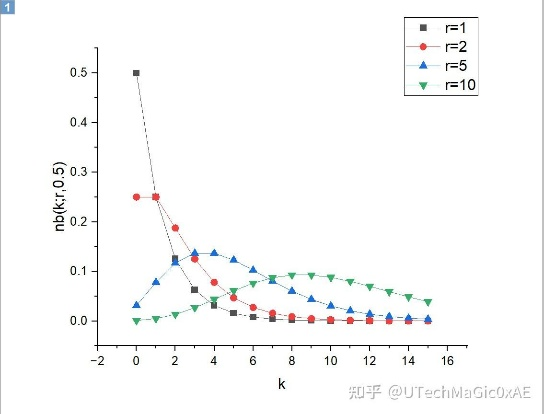 1
r=1
r=2
r=5
r=10
nb(k;r,0.5)
0.5
0.4
0.3
0.2
0.1
0.0
−2 0 2 4 6 8 10 12 14 16
k
知乎 @UTechMaGic0xAE